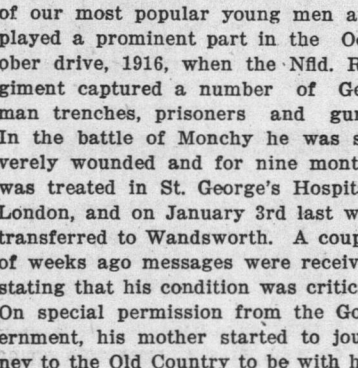 of our most popular young men a
played a prominent part in the O
ober drive, 1916, when the Nfld. R
giment captured a number of Ge
man trenches, prisoners and gun
In the battle of Monchy he was s
verely wounded and for nine mont
was treated in St. George's Hospit
London, and on January 3rd last w
transferred to Wandsworth. A coup
of weeks ago messages were receiv
stating that his condition was critic
On special permission from the Go
ernment, his mother started to jou
ney to the Old Country to be with h